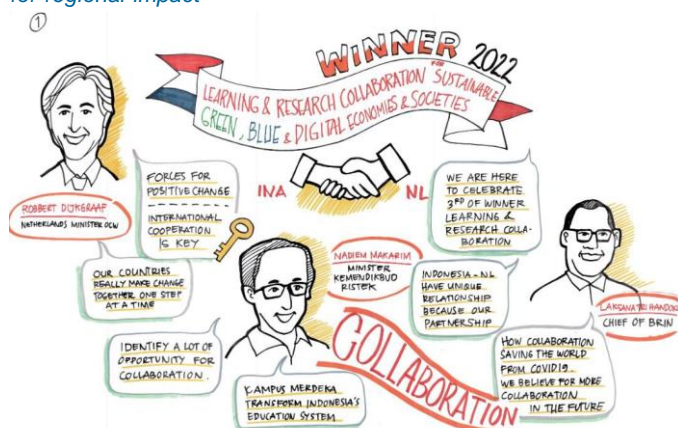 for regional impact
1
WINNER 2022
LEARNING & RESEARCH COLLABORATION FOR SUSTAINABLE
GREEN, BLUE & DIGITAL ECONOMIES & SOCIETIES
INA
NL
ROBBERT DIJKGRAAF
NETHERLANDS MINISTER OCW
FORCES FOR
POSITIVE CHANGE
INTERNATIONAL
COOPERATION
IS KEY
OUR COUNTRIES
REALLY MAKE CHANGE
TOGETHER ONE STEP
AT A TIME
IDENTIFY A LOT OF
OPPORTUNITY FOR
COLLABORATION.
NADIEM MAKARIM
MINISTER
KEMENDIKBUD
RISTEK
KAMPUS MERDEKA
TRANSFORM INDONESIA'S
EDUCATION SYSTEM
WE ARE HERE
TO CELEBRATE
3RD OF WINNER
LEARNING &
RESEARCH COLLA-
BORATION
INDONESIA-NL
HAVE UNIQUE
RELATIONSHIP
BECAUSE OUR
PARTNERSHIP
COLLABORATION
CHIEF OF BRIN
HOW COLLABORATION
SAVING THE WORLD
FROM COVID19.
WE BELIEVE FOR MORE
COLLABORATION
IN THE FUTURE